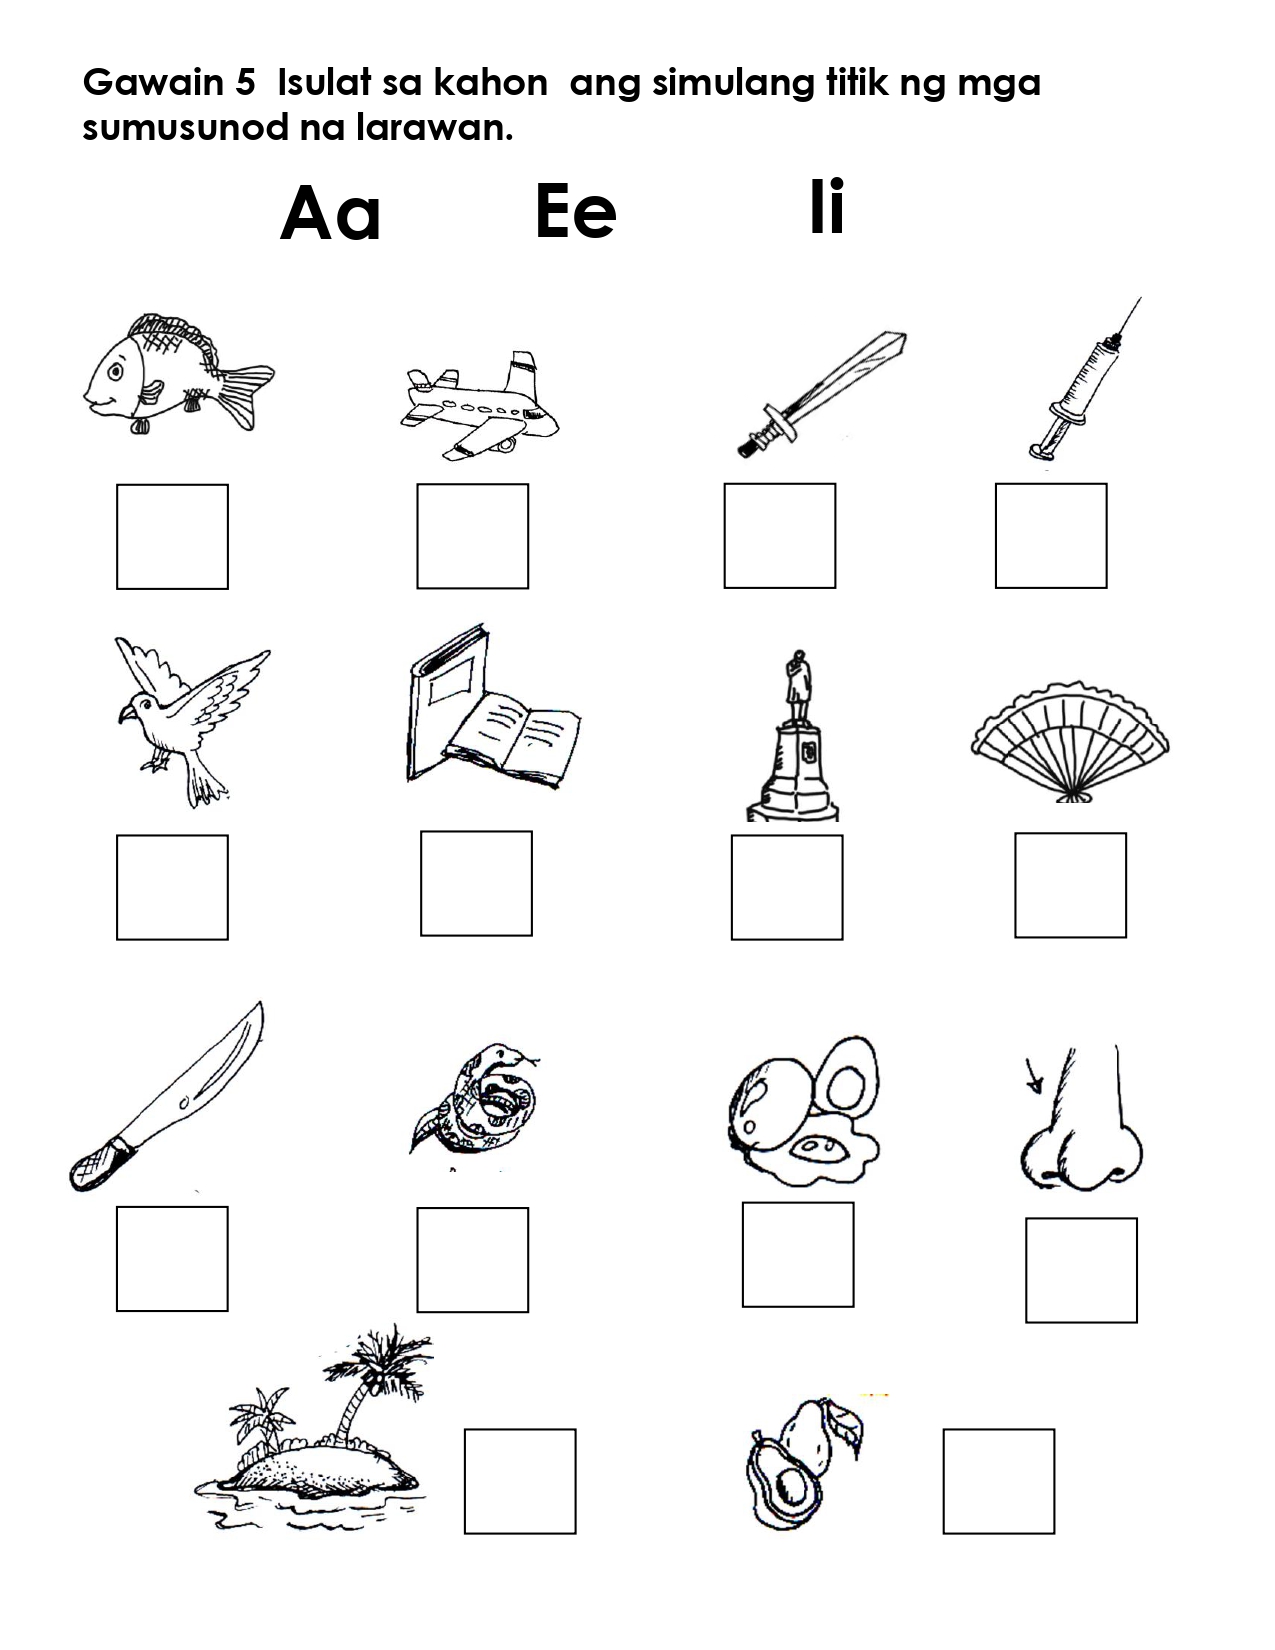 Gawain 5  Isulat sa kahon  ang simulang titik ng mga
sumusunod na larawan.
Aa Ee Ii